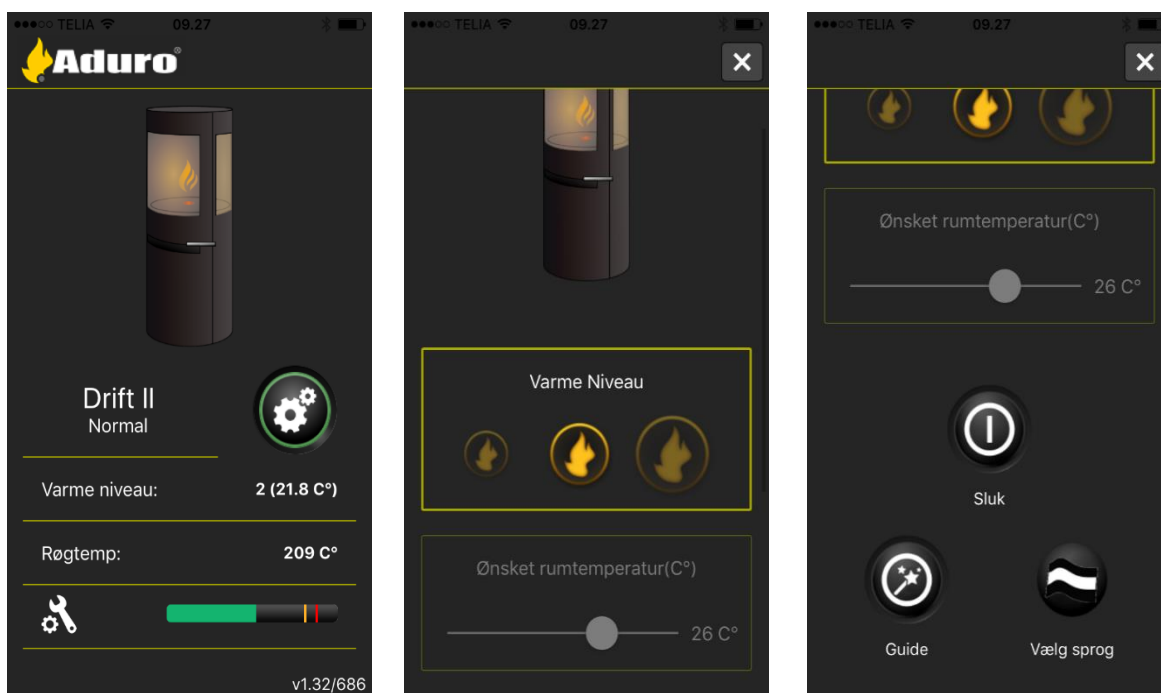 ●●●○○ TELIA 09.27
Aduro®
Drift II
Normal
Varme niveau: 2 (21.8 C°)
Røgtemp: 209 C°
v1.32/686
●●●○○ TELIA 09.27
Varme Niveau
Ønsket rumtemperatur(C°)
26 C°
●●●○○ TELIA 09.27
Ønsket rumtemperatur(C°)
26 C°
Sluk
Guide Vælg sprog